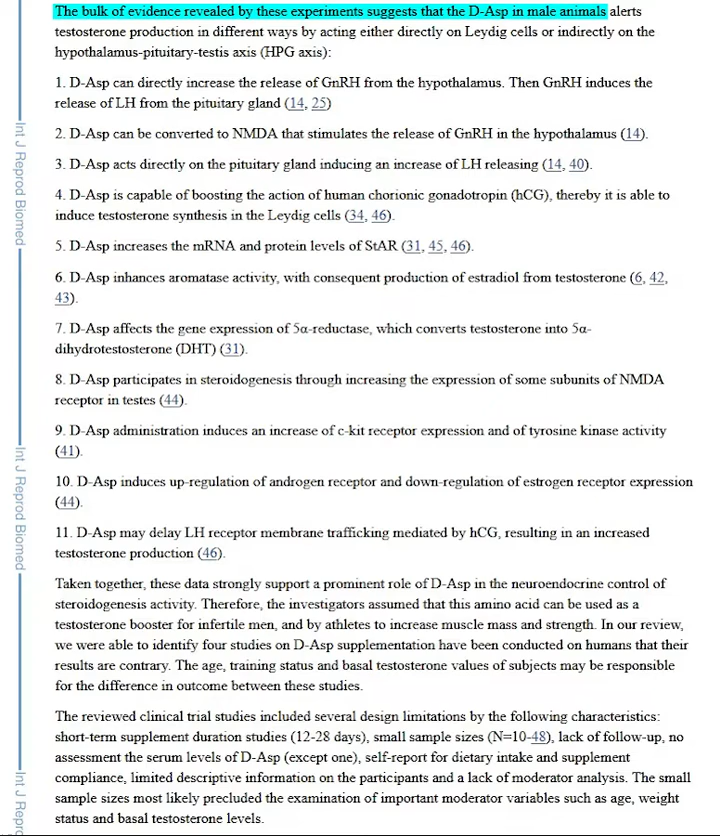 The bulk of evidence revealed by these experiments suggests that the D-Asp in male animals alerts
testosterone production in different ways by acting either directly on Leydig cells or indirectly on the
hypothalamus-pituitary-testis axis (HPG axis):
1. D-Asp can directly increase the release of GnRH from the hypothalamus. Then GnRH induces the
release of LH from the pituitary gland (14, 25)
2. D-Asp can be converted to NMDA that stimulates the release of GnRH in the hypothalamus (14).
3. D-Asp acts directly on the pituitary gland inducing an increase of LH releasing (14, 40).
4. D-Asp is capable of boosting the action of human chorionic gonadotropin (hCG), thereby it is able to
induce testosterone synthesis in the Leydig cells (34, 46).
5. D-Asp increases the mRNA and protein levels of StAR (31, 45, 46).
6. D-Asp inhances aromatase activity, with consequent production of estradiol from testosterone (6, 42,
43).
7. D-Asp affects the gene expression of 5α-reductase, which converts testosterone into 5α-
dihydrotestosterone (DHT) (31).
8. D-Asp participates in steroidogenesis through increasing the expression of some subunits of NMDA
receptor in testes (44).
9. D-Asp administration induces an increase of c-kit receptor expression and of tyrosine kinase activity
(41).
10. D-Asp induces up-regulation of androgen receptor and down-regulation of estrogen receptor expression
(44).
11. D-Asp may delay LH receptor membrane trafficking mediated by hCG, resulting in an increased
testosterone production (46).
Taken together, these data strongly support a prominent role of D-Asp in the neuroendocrine control of
steroidogenesis activity. Therefore, the investigators assumed that this amino acid can be used as a
testosterone booster for infertile men, and by athletes to increase muscle mass and strength. In our review,
we were able to identify four studies on D-Asp supplementation have been conducted on humans that their
results are contrary. The age, training status and basal testosterone values of subjects may be responsible
for the difference in outcome between these studies.
The reviewed clinical trial studies included several design limitations by the following characteristics:
short-term supplement duration studies (12-28 days), small sample sizes (N=10-48), lack of follow-up, no
assessment the serum levels of D-Asp (except one), self-report for dietary intake and supplement
compliance, limited descriptive information on the participants and a lack of moderator analysis. The small
sample sizes most likely precluded the examination of important moderator variables such as age, weight
status and basal testosterone levels.
Int J Reprod Biomed
Int J Reprod Biomed
Int J Repro